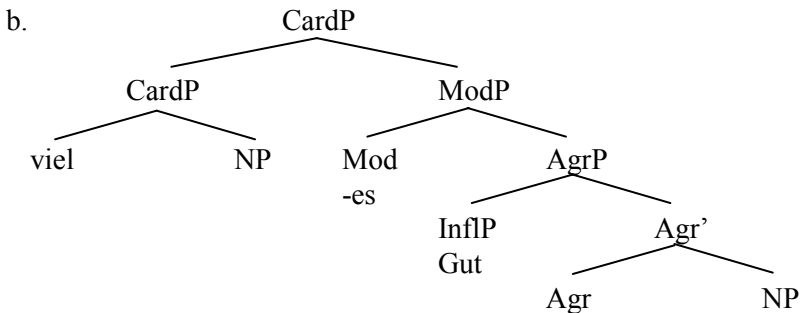 b. CardP
CardP ModP
viel NP Mod AgrP
-es
InflP Agr’
Gut
Agr NP